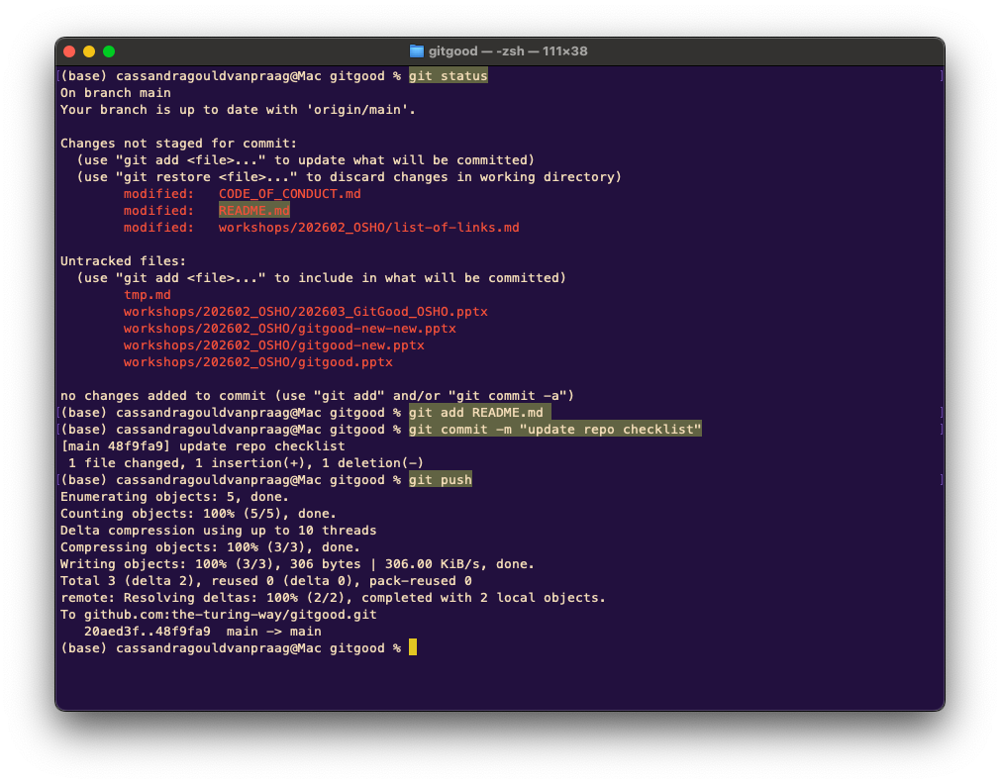 gitgood — -zsh — 111×38
(base) cassandragouldvanpraag@Mac gitgood % git status
On branch main
Your branch is up to date with 'origin/main'.
Changes not staged for commit:
(use "git add <file>..." to update what will be committed)
(use "git restore <file>..." to discard changes in working directory)
modified:   CODE_OF_CONDUCT.md
modified:   README.md
modified:   workshops/202602_OSHO/list-of-links.md
Untracked files:
(use "git add <file>..." to include in what will be committed)
tmp.md
workshops/202602_OSHO/202603_GitGood_OSHO.pptx
workshops/202602_OSHO/gitgood-new-new.pptx
workshops/202602_OSHO/gitgood-new.pptx
workshops/202602_OSHO/gitgood.pptx
no changes added to commit (use "git add" and/or "git commit -a")
(base) cassandragouldvanpraag@Mac gitgood % git add README.md
(base) cassandragouldvanpraag@Mac gitgood % git commit -m "update repo checklist"
[main 48f9fa9] update repo checklist
1 file changed, 1 insertion(+), 1 deletion(-)
(base) cassandragouldvanpraag@Mac gitgood % git push
Enumerating objects: 5, done.
Counting objects: 100% (5/5), done.
Delta compression using up to 10 threads
Compressing objects: 100% (3/3), done.
Writing objects: 100% (3/3), 306 bytes | 306.00 KiB/s, done.
Total 3 (delta 2), reused 0 (delta 0), pack-reused 0
remote: Resolving deltas: 100% (2/2), completed with 2 local objects.
To github.com:the-turing-way/gitgood.git
20aed3f..48f9fa9  main -> main
(base) cassandragouldvanpraag@Mac gitgood %